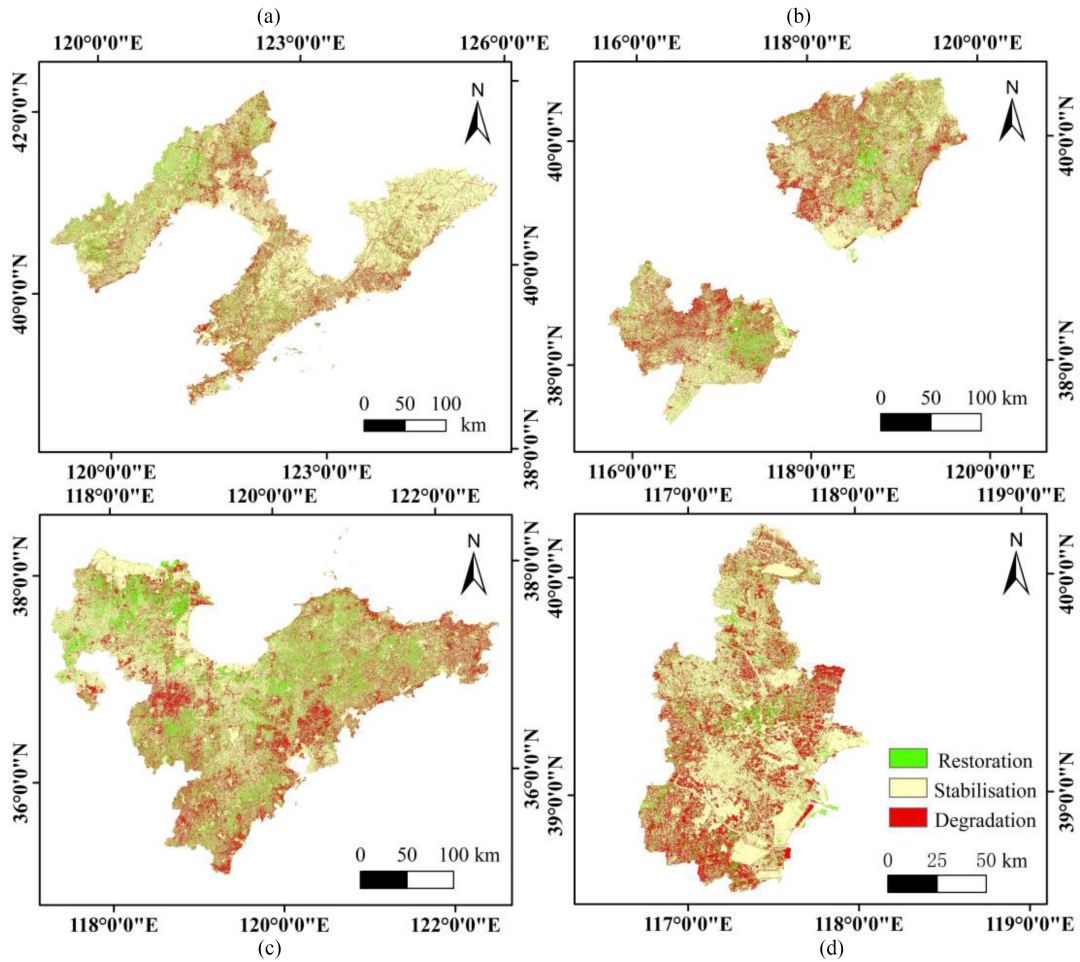 (a)
120°0'0"E 123°0'0"E 126°0'0"E
42°0'0"N
40°0'0"N
40°0'0"N
38°0'0"N
N
0 50 100
km
120°0'0"E 123°0'0"E
(b)
116°0'0"E 118°0'0"E 120°0'0"E
40°0'0"N
38°0'0"N
40°0'0"N
38°0'0"N
N
0 50 100 km
116°0'0"E 118°0'0"E 120°0'0"E
118°0'0"E 120°0'0"E 122°0'0"E
38°0'0"N
36°0'0"N
38°0'0"N
36°0'0"N
N
0 50 100 km
118°0'0"E 120°0'0"E 122°0'0"E
(c)
117°0'0"E 118°0'0"E 119°0'0"E
40°0'0"N
39°0'0"N
40°0'0"N
39°0'0"N
N
Restoration
Stabilisation
Degradation
0 25 50 km
117°0'0"E 118°0'0"E 119°0'0"E
(d)